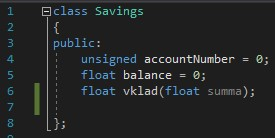 1 class Savings
2 {
3 public:
4 unsigned accountNumber = 0;
5 float balance = 0;
6 float vklad(float summa);
7
8 };